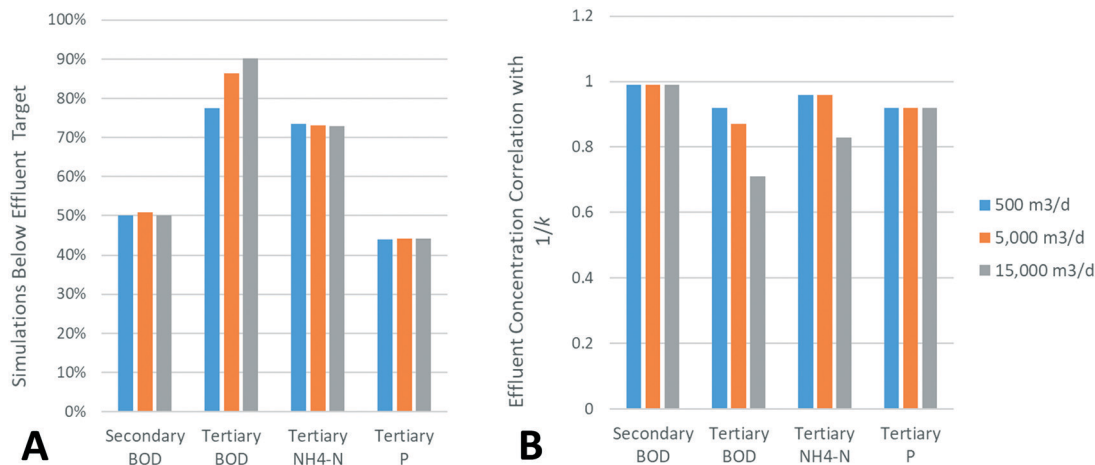 Simulations Below Effluent Target
100%
90%
80%
70%
60%
50%
40%
30%
20%
10%
0%
Secondary
BOD
Tertiary
BOD
Tertiary
NH4-N
Tertiary
P
A
Effluent Concentration Correlation with
1/k
1.2
1
0.8
0.6
0.4
0.2
0
Secondary
BOD
Tertiary
BOD
Tertiary
NH4-N
Tertiary
P
B
500 m3/d
5,000 m3/d
15,000 m3/d